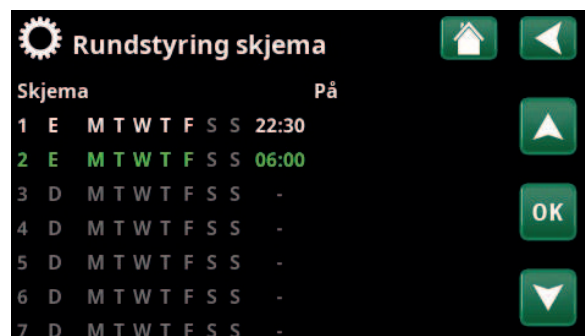 Rundstyring skjema
Skjema På
1 E M T W T F S S 22:30
2 E M T W T F S S 06:00
3 D M T W T F S S -
4 D M T W T F S S -
OK
5 D M T W T F S S -
6 D M T W T F S S -
7 D M T W T F S S -